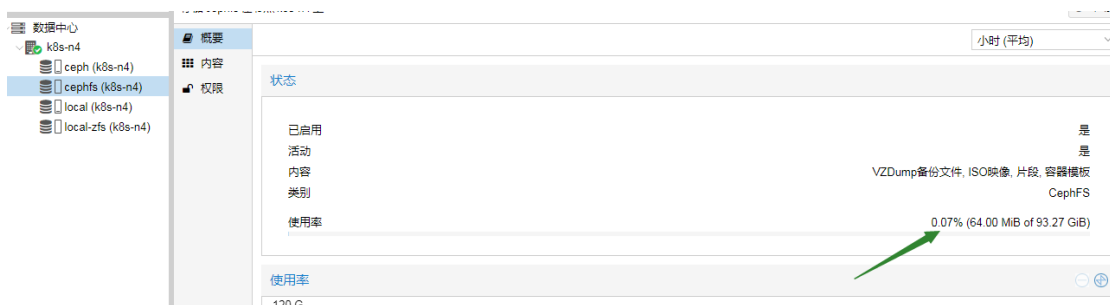 数据中心
k8s-n4
ceph (k8s-n4)
cephfs (k8s-n4)
local (k8s-n4)
local-zfs (k8s-n4)
概要
内容
权限
小时 (平均)
状态
已启用 是
活动 是
内容 VZDump备份文件, ISO映像, 片段, 容器模板
类别 CephFS
使用率 0.07% (64.00 MiB of 93.27 GiB)
使用率
120 G